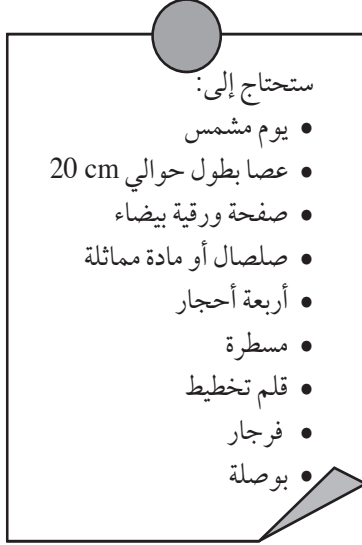 ستحتاج إلى:
• يوم مشمس
• عصا بطول حوالي 20 cm
• صفحة ورقية بيضاء
• صلصال أو مادة مماثلة
• أربعة أحجار
• مسطرة
• قلم تخطيط
• فرجار
• بوصلة